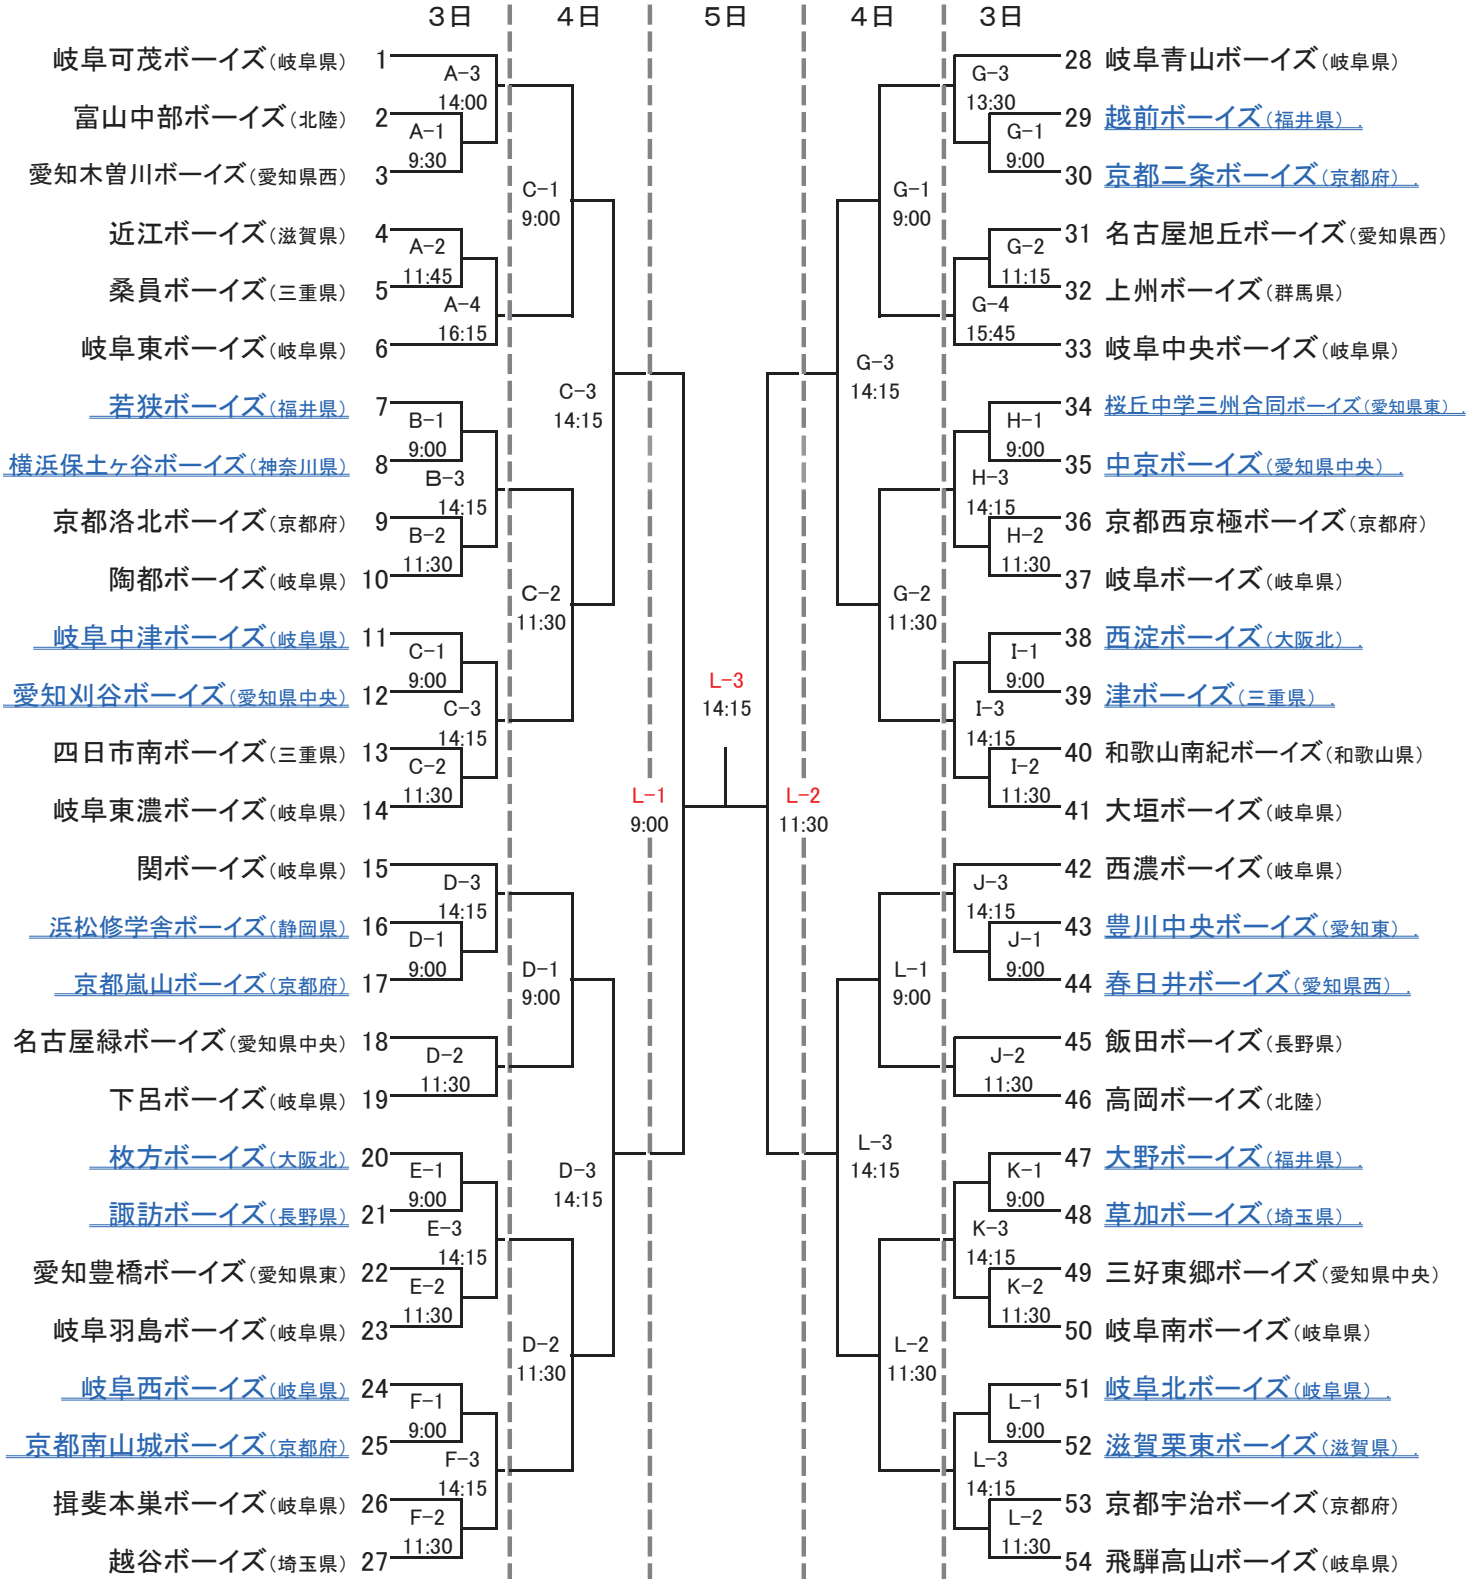 3日 4日 5日 4日 3日
岐阜可茂ボーイズ(岐阜県) 1
A-3
14:00
富山中部ボーイズ(北陸) 2
A-1
9:30
愛知木曽川ボーイズ(愛知県西) 3
C-1
9:00
近江ボーイズ(滋賀県) 4
A-2
11:45
桑員ボーイズ(三重県) 5
A-4
16:15
岐阜東ボーイズ(岐阜県) 6
C-3
14:15
若狭ボーイズ(福井県) 7
B-1
9:00
横浜保土ヶ谷ボーイズ(神奈川県) 8
B-3
14:15
京都洛北ボーイズ(京都府) 9
B-2
11:30
陶都ボーイズ(岐阜県) 10
C-2
11:30
岐阜中津ボーイズ(岐阜県) 11
C-1
9:00
愛知刈谷ボーイズ(愛知県中央) 12
C-3
14:15
四日市南ボーイズ(三重県) 13
C-2
11:30
岐阜東濃ボーイズ(岐阜県) 14
L-3
14:15
L-1
9:00
L-2
11:30
関ボーイズ(岐阜県) 15
D-3
14:15
浜松修学舎ボーイズ(静岡県) 16
D-1
9:00
京都嵐山ボーイズ(京都府) 17
D-1
9:00
名古屋緑ボーイズ(愛知県中央) 18
D-2
11:30
下呂ボーイズ(岐阜県) 19
D-3
14:15
枚方ボーイズ(大阪北) 20
E-1
9:00
諏訪ボーイズ(長野県) 21
E-3
14:15
愛知豊橋ボーイズ(愛知県東) 22
E-2
11:30
岐阜羽島ボーイズ(岐阜県) 23
D-2
11:30
岐阜西ボーイズ(岐阜県) 24
F-1
9:00
京都南山城ボーイズ(京都府) 25
F-3
14:15
揖斐本巣ボーイズ(岐阜県) 26
F-2
11:30
越谷ボーイズ(埼玉県) 27
28 岐阜青山ボーイズ(岐阜県)
G-3
13:30
29 越前ボーイズ(福井県) .
G-1
9:00
30 京都二条ボーイズ(京都府) .
G-1
9:00
31 名古屋旭丘ボーイズ(愛知県西)
G-2
11:15
32 上州ボーイズ(群馬県)
G-4
15:45
33 岐阜中央ボーイズ(岐阜県)
G-3
14:15
34 桜丘中学三州合同ボーイズ(愛知県東) .
H-1
9:00
35 中京ボーイズ(愛知県中央) .
H-3
14:15
36 京都西京極ボーイズ(京都府)
H-2
11:30
37 岐阜ボーイズ(岐阜県)
G-2
11:30
38 西淀ボーイズ(大阪北) .
I-1
9:00
39 津ボーイズ(三重県) .
I-3
14:15
40 和歌山南紀ボーイズ(和歌山県)
I-2
11:30
41 大垣ボーイズ(岐阜県)
42 西濃ボーイズ(岐阜県)
J-3
14:15
43 豊川中央ボーイズ(愛知東) .
J-1
9:00
44 春日井ボーイズ(愛知県西) .
L-1
9:00
45 飯田ボーイズ(長野県)
J-2
11:30
46 高岡ボーイズ(北陸)
L-3
14:15
47 大野ボーイズ(福井県) .
K-1
9:00
48 草加ボーイズ(埼玉県) .
K-3
14:15
49 三好東郷ボーイズ(愛知県中央)
K-2
11:30
50 岐阜南ボーイズ(岐阜県)
L-2
11:30
51 岐阜北ボーイズ(岐阜県) .
L-1
9:00
52 滋賀栗東ボーイズ(滋賀県) .
L-3
14:15
53 京都宇治ボーイズ(京都府)
L-2
11:30
54 飛騨高山ボーイズ(岐阜県)